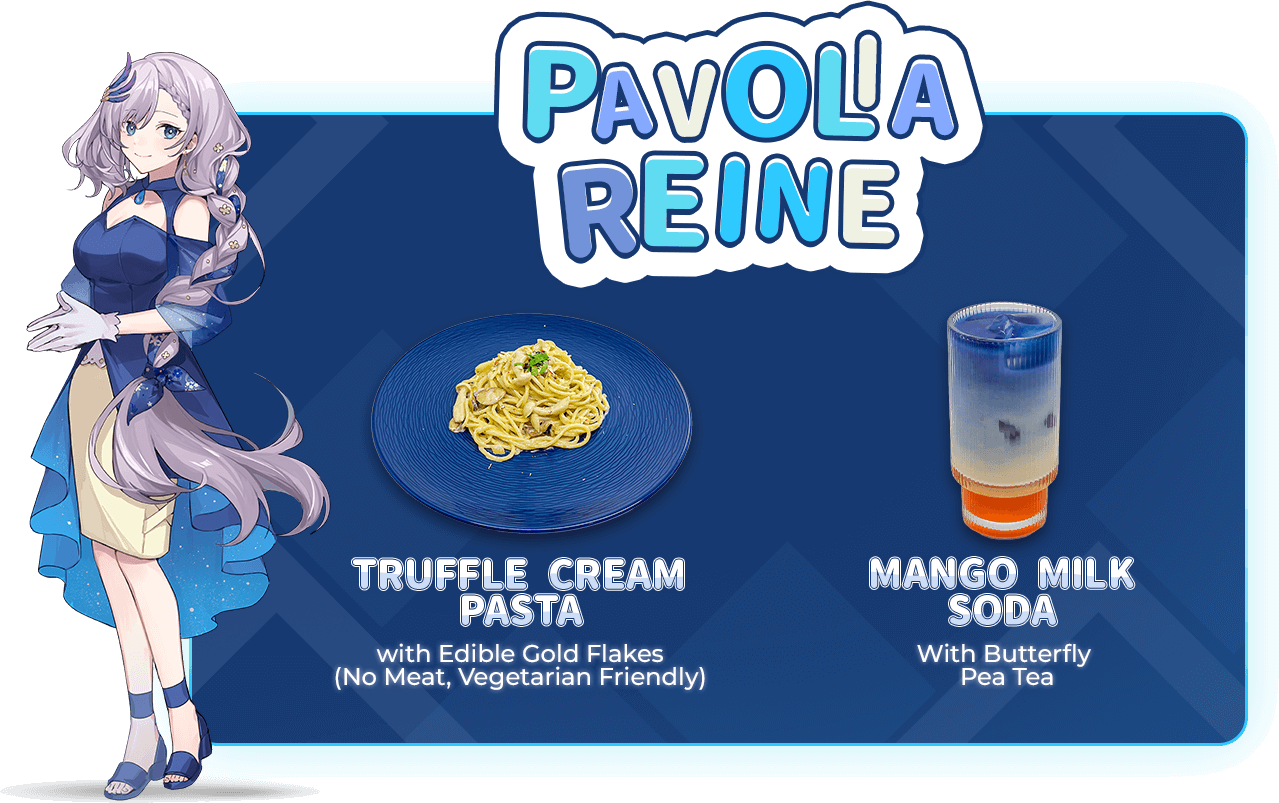 PAVOLIA
REINE
TRUFFLE CREAM
PASTA
with Edible Gold Flakes
(No Meat, Vegetarian Friendly)
MANGO MILK
SODA
With Butterfly
Pea Tea